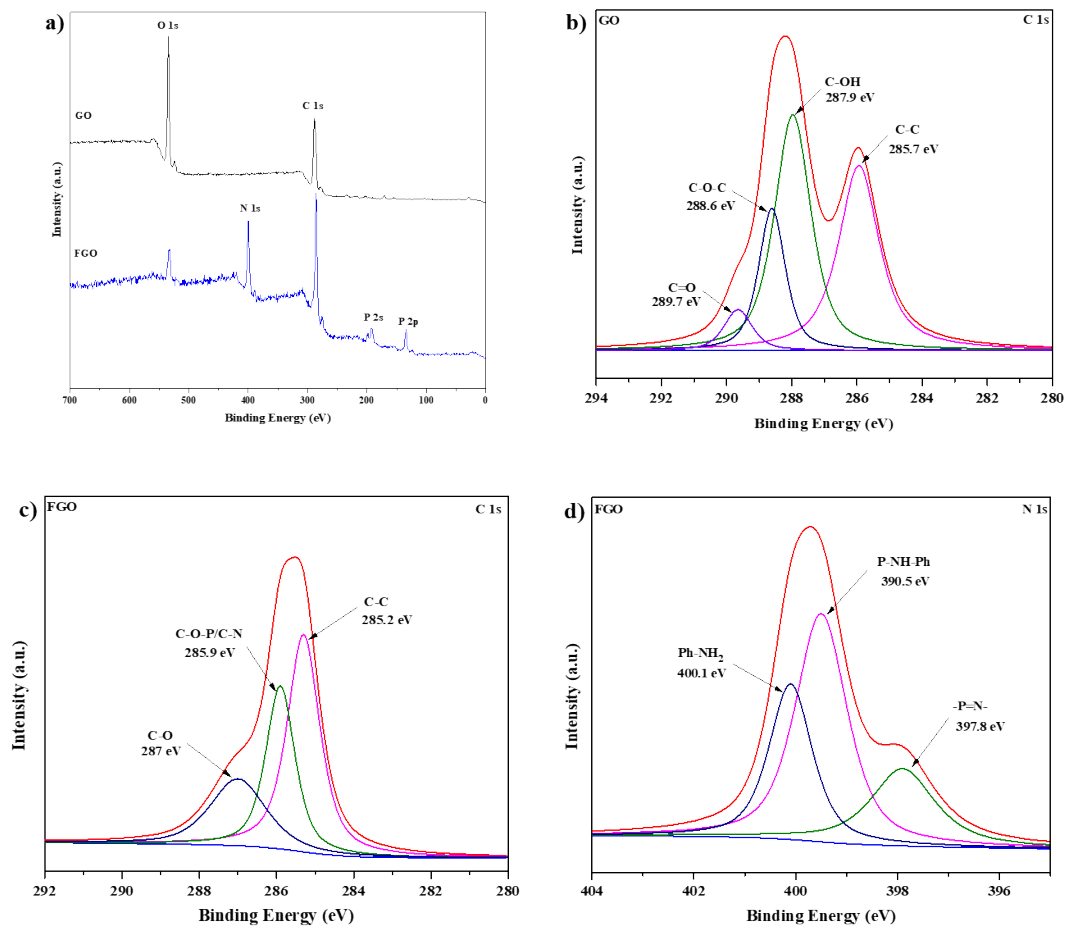 a)
O 1s
C 1s
GO
N 1s
FGO
P 2s
P 2p
Intensity (a.u.)
700 600 500 400 300 200 100 0
Binding Energy (eV)
b)
GO
C 1s
C-OH
287.9 eV
C-C
285.7 eV
C-O-C
288.6 eV
C=O
289.7 eV
Intensity (a.u.)
294 292 290 288 286 284 282 280
Binding Energy (eV)
c)
FGO
C 1s
C-C
285.2 eV
C-O-P/C-N
285.9 eV
C-O
287 eV
Intensity (a.u.)
292 290 288 286 284 282 280
Binding Energy (eV)
d)
FGO
N 1s
P-NH-Ph
390.5 eV
Ph-NH₂
400.1 eV
-P=N-
397.8 eV
Intensity (a.u.)
404 402 400 398 396
Binding Energy (eV)